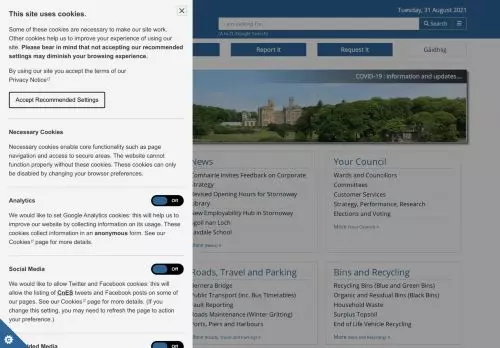 This site uses cookies.
Some of these cookies are necessary to make our site work.
Other cookies help us to improve your experience of using our
site. Please bear in mind that not accepting our recommended
settings may diminish your browsing experience.
By using our site you accept the terms of our
Privacy Notice
Accept Recommended Settings
Necessary Cookies
Necessary cookies enable core functionality such as page
navigation and access to secure areas. The website cannot
function properly without these cookies. These cookies can only
be disabled by changing your browser preferences.
Analytics
Off
We would like to set Google Analytics cookies: this will help us to
improve our website by collecting information on its usage. These
cookies collect information in an anonymous form. See our
Cookies page for more details.
Social Media
Off
We would like to allow Twitter and Facebook cookies: this will
allow the listing of CnES tweets and Facebook posts on some of
our pages. See our Cookies page for more details. (If you
change this setting, you may need to refresh the page to action
your preference.)
Media
Off
Tuesday, 31 August 2021
I am looking for...
Search
A to Z
Google Search
Report It
Request It
Gàidhlig
COVID-19 : Information and updates...
News
Comhairle Invites Feedback on Corporate
Strategy
Revised Opening Hours for Stornoway
Library
New Employability Hub in Stornoway
Sgoil nan Loch
Laxdale School
More
Your Council
Wards and Councillors
Committees
Customer Services
Strategy, Performance, Research
Elections and Voting
More Your Council
Roads, Travel and Parking
Bernera Bridge
Public Transport (inc. Bus Timetables)
Fault Reporting
Roads Maintenance (Winter Gritting)
Ports, Piers and Harbours
More Roads, Travel and Parking
Bins and Recycling
Recycling Bins (Blue and Green Bins)
Organic and Residual Bins (Black Bins)
Household Waste
Surplus Topsoil
End of Life Vehicle Recycling
More Bins and Recycling